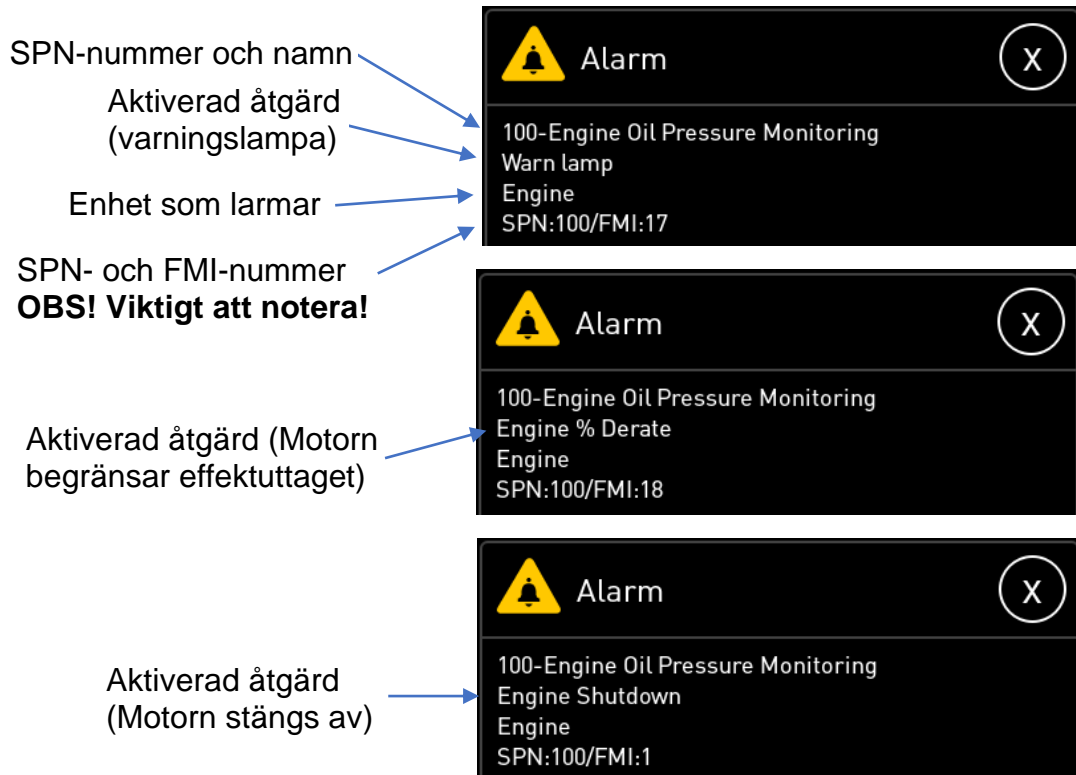 SPN-nummer och namn
Aktiverad åtgärd
(varningslampa)
Enhet som larmar
SPN- och FMI-nummer
OBS! Viktigt att notera!
Alarm
X
100-Engine Oil Pressure Monitoring
Warn lamp
Engine
SPN:100/FMI:17
Aktiverad åtgärd (Motorn
begränsar effektuttaget)
Alarm
X
100-Engine Oil Pressure Monitoring
Engine % Derate
Engine
SPN:100/FMI:18
Aktiverad åtgärd
(Motorn stängs av)
Alarm
X
100-Engine Oil Pressure Monitoring
Engine Shutdown
Engine
SPN:100/FMI:1